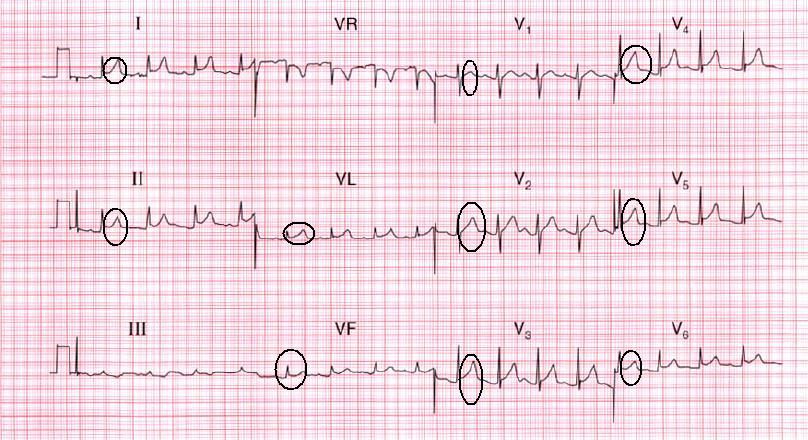 I VR V₁ V₄
II VL V₂ V₅
III VF V₃ V₆